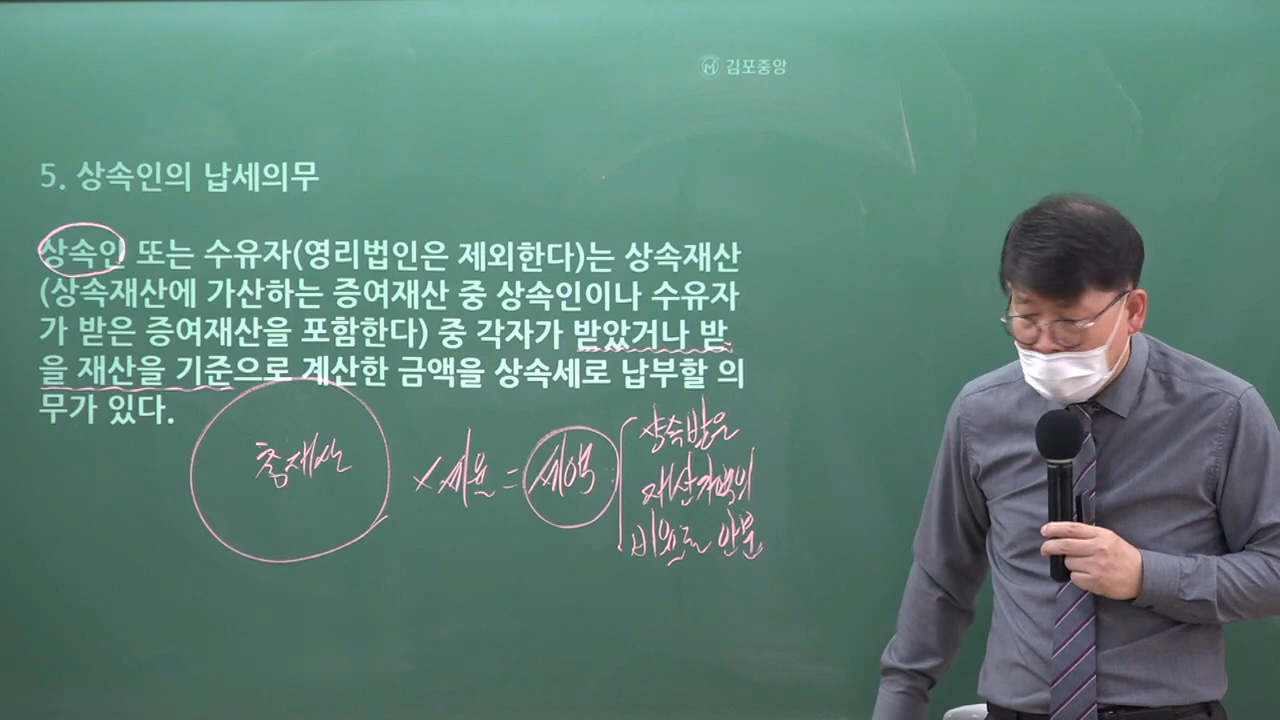 김포중앙
5. 상속인의 납세의무
상속인 또는 수유자(영리법인은 제외한다)는 상속재산
(상속재산에 가산하는 증여재산 중 상속인이나 수유자
가 받은 증여재산을 포함한다) 중 각자가 받았거나 받
을 재산을 기준으로 계산한 금액을 상속세로 납부할 의
무가 있다.
총재산 × 세율 = 세액
상속받은
재산가액의
비율로 안분